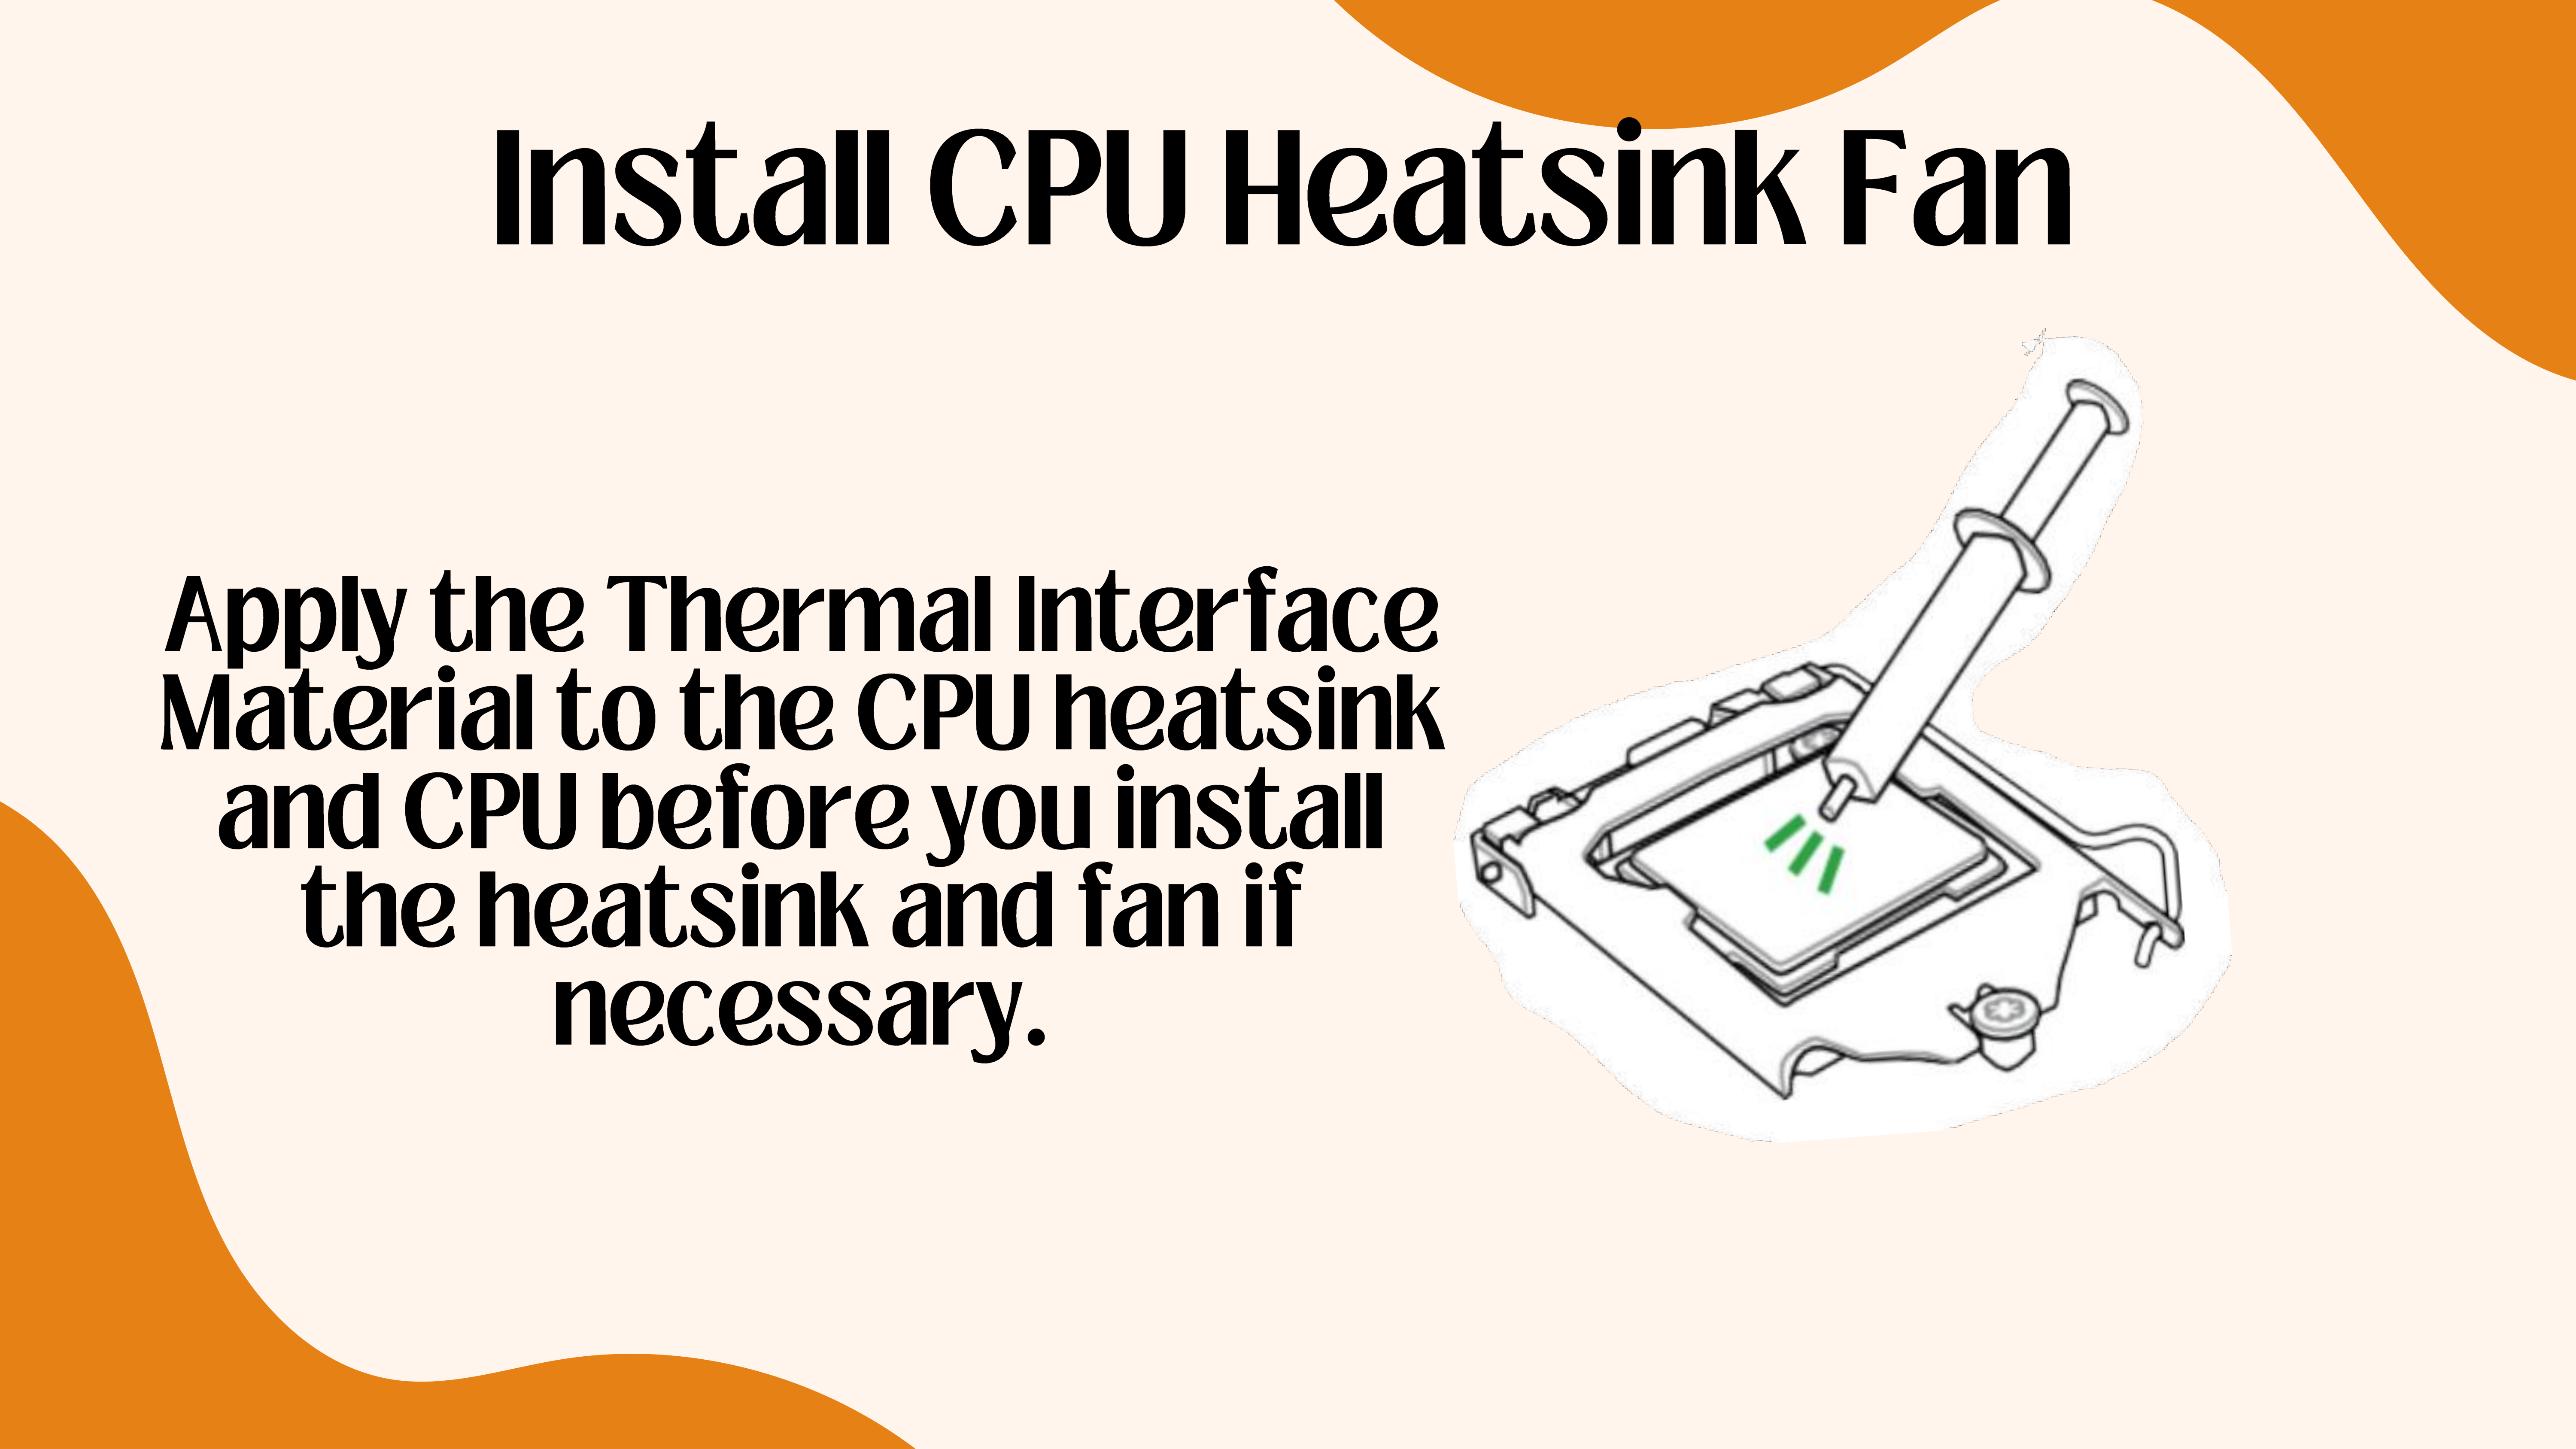 Install CPU Heatsink Fan
Apply the Thermal Interface
Material to the CPU heatsink
and CPU before you install
the heatsink and fan if
necessary.